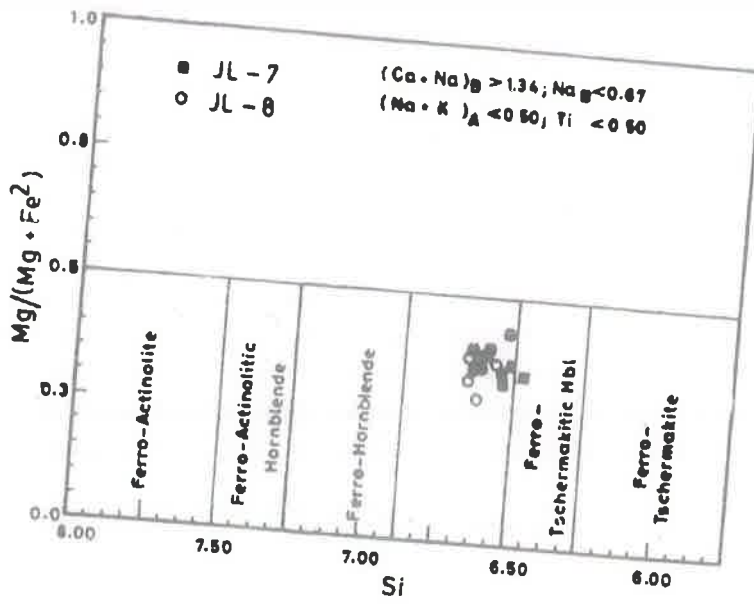 1.0
■ JL-7
(Ca+Na)B >1.34; NaB<0.67
○ JL-8
(Na+K)A <0.50; Ti <0.50
0.8
Mg/(Mg+Fe2)
0.5
0.3
0.0
Ferro-Actinolite
Ferro-Actinolitic
Hornblende
Ferro-Hornblende
Ferro-
Tschermakitic Hbl
Ferro-
Tschermakite
8.00
7.50
7.00
6.50
6.00
Si